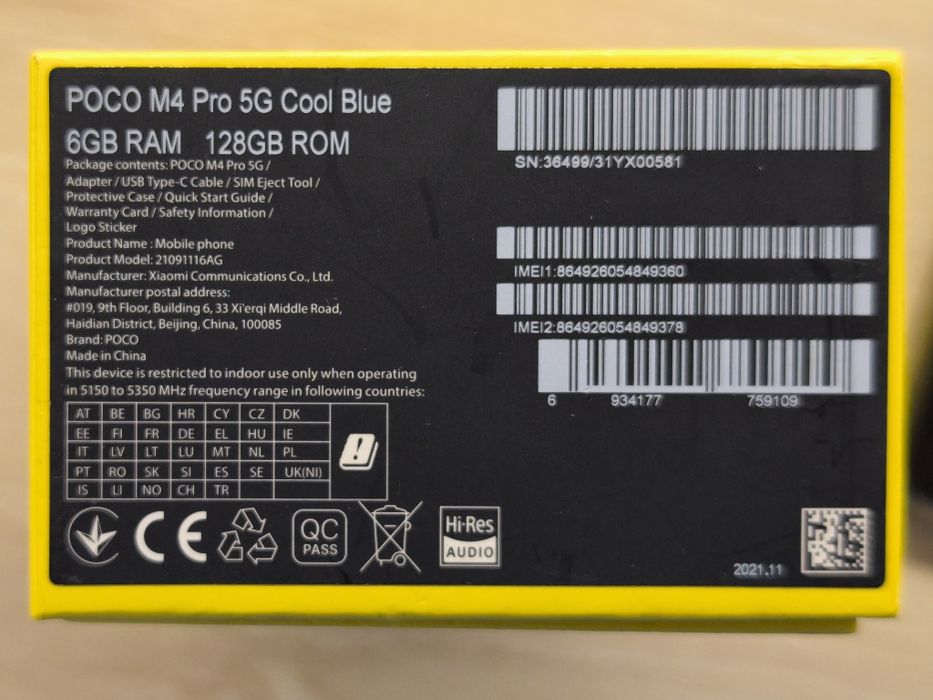 POCO M4 Pro 5G Cool Blue
6GB RAM 128GB ROM
Package contents: POCO M4 Pro 5G /
Adapter / USB Type-C Cable / SIM Eject Tool /
Protective Case / Quick Start Guide /
Warranty Card / Safety Information /
Logo Sticker
Product Name : Mobile phone
Product Model: 21091116AG
Manufacturer: Xiaomi Communications Co., Ltd.
Manufacturer postal address:
#019, 9th Floor, Building 6, 33 Xi'erqi Middle Road,
Haidian District, Beijing, China, 100085
Brand: POCO
Made in China
This device is restricted to indoor use only when operating
in 5150 to 5350 MHz frequency range in following countries:
AT BE BG HR CY CZ DK
EE FI FR DE EL HU IE
IT LV LT LU MT NL PL
PT RO SK SI ES SE UK(NI)
IS LI NO CH TR
CE
QC
PASS
Hi-Res
AUDIO
SN:36499/31YX00581
IMEI1:864926054849360
IMEI2:864926054849378
6 934177 759109
2021.11